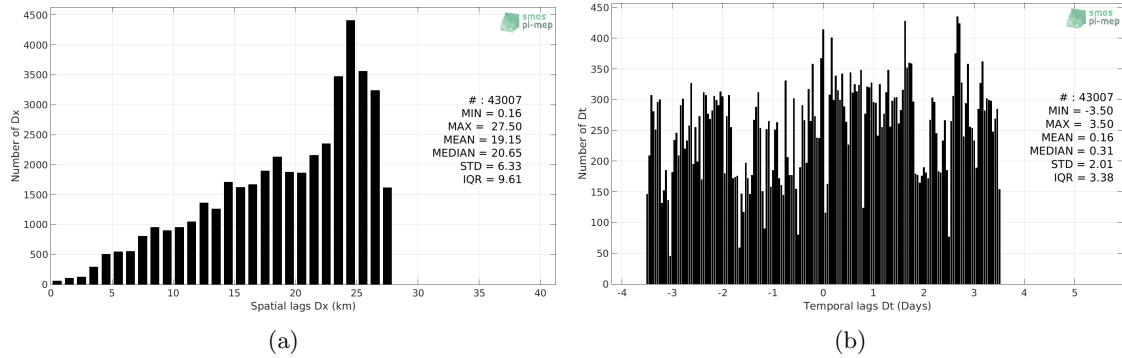 smos
pi-mep
4500
4000
3500
3000
2500
2000
1500
1000
500
0
Number of Dx
# : 43007
MIN = 0.16
MAX = 27.50
MEAN = 19.15
MEDIAN = 20.65
STD = 6.33
IQR = 9.61
0 5 10 15 20 25 30 35 40
Spatial lags Dx (km)
(a)
smos
pi-mep
450
400
350
300
250
200
150
100
50
0
Number of Dt
# : 43007
MIN = -3.50
MAX = 3.50
MEAN = 0.16
MEDIAN = 0.31
STD = 2.01
IQR = 3.38
-4 -3 -2 -1 0 1 2 3 4 5
Temporal lags Dt (Days)
(b)